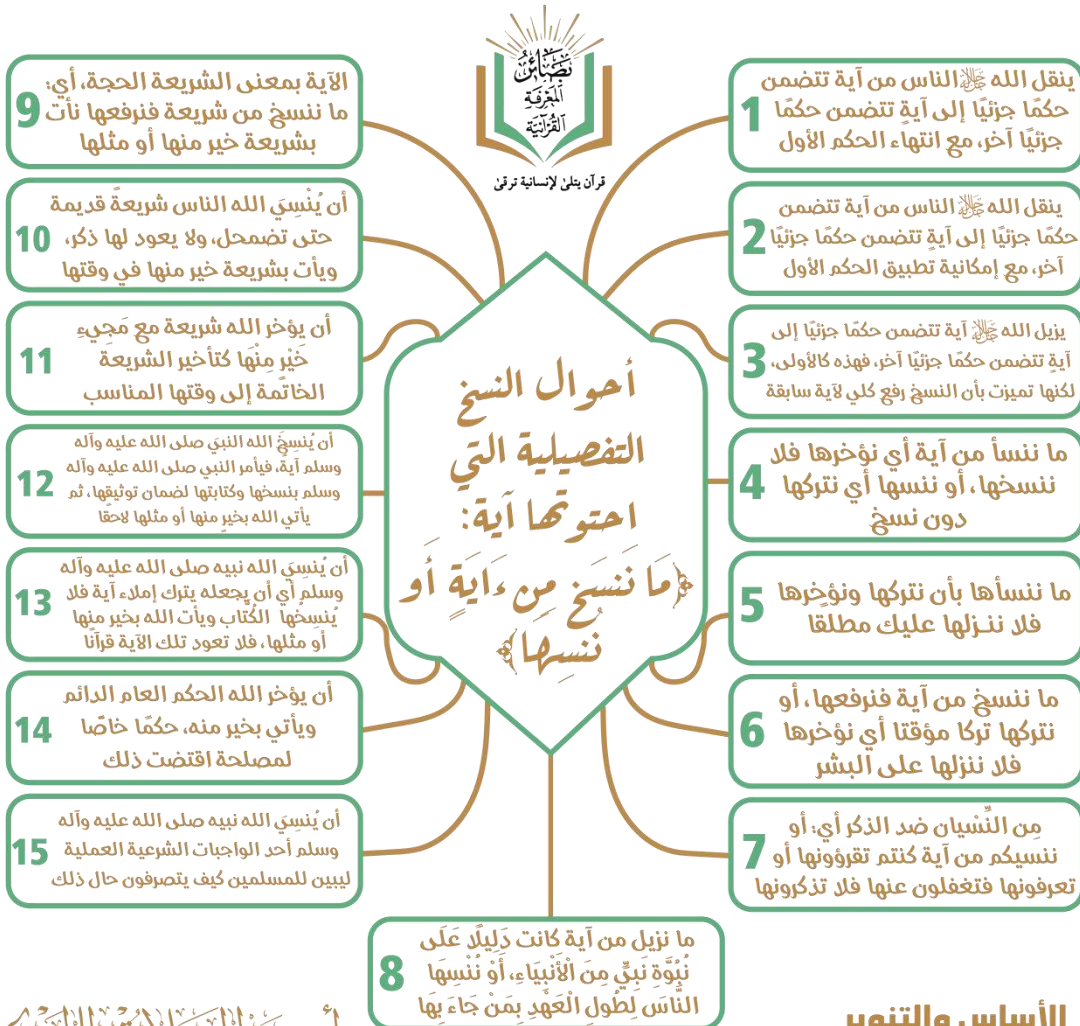 بصائر
المعرفة
القرآنية
قرآن يتلى لإنسانية ترقى
أحوال النسخ
التفصيلية التي
احتوتها آية:
﴿مَا نَنسَخ مِن ءَايَةٍ أَو
نُنسِها﴾
1
ينقل الله ﷻ الناس من آية تتضمن
حكمًا جزئيًا إلى آيةٍ تتضمن حكمًا
جزئيًا آخر، مع انتهاء الحكم الأول
2
ينقل الله ﷻ الناس من آية تتضمن
حكمًا جزئيًا إلى آيةٍ تتضمن حكمًا جزئيًا
آخر، مع إمكانية تطبيق الحكم الأول
3
يزيل الله ﷻ آية تتضمن حكمًا جزئيًا إلى
آيةٍ تتضمن حكمًا جزئيًا آخر، فهذه كالأولى،
لكنها تميزت بأن النسخ رفع كلي لآية سابقة
4
ما ننسأ من آية أي نؤخرها فلا
ننسخها، أو ننسها أي نتركها
دون نسخ
5
ما ننسأها بأن نتركها ونؤخرها
فلا ننزلها عليك مطلقا
6
ما ننسخ من آية فنرفعها، أو
نتركها تركا مؤقتا أي نؤخرها
فلا ننزلها على البشر
7
مِن النِّسْيان ضد الذكر أي: أو
ننسيكم من آية كنتم تقرؤونها أو
تعرفونها فتغفلون عنها فلا تذكرونها
8
ما نزيل من آية كانت دَلِيلًا عَلَى
نُبُوَّةِ نَبِيٍّ مِنَ الْأَنْبِيَاءِ، أَوْ نُنْسِهَا
النَّاسَ لِطُولِ الْعَهْدِ بِمَنْ جَاءَ بِهَا
9
الآية بمعنى الشريعة الحجة، أي:
ما ننسخ من شريعة فنرفعها نأت
بشريعة خير منها أو مثلها
10
أن يُنْسِيَ الله الناس شريعةً قديمة
حتى تضمحل، ولا يعود لها ذكر،
ويأت بشريعة خير منها في وقتها
11
أن يؤخر الله شريعة مع مَجِيءِ
خَيْرٍ مِنْهَا كتأخير الشريعة
الخاتمة إلى وقتها المناسب
12
أن يُنسِخَ الله النبيَ صلى الله عليه وآله
وسلم آيةً، فيأمر النبي صلى الله عليه وآله
وسلم بنسخها وكتابتها لضمان توثيقها، ثم
يأتي الله بخيرٍ منها أو مثلها لاحقًا
13
أن يُنسِيَ الله نبيه صلى الله عليه وآله
وسلم أي أن يجعله يترك إملاء آية فلا
يُنسِخُها الكُتَّاب ويأت الله بخير منها
أو مثلها، فلا تعود تلك الآية قرآنًا
14
أن يؤخر الله الحكم العام الدائم
ويأتي بخير منه، حكمًا خاصًا
لمصلحة اقتضت ذلك
15
أن يُنسِيَ الله نبيه صلى الله عليه وآله
وسلم أحد الواجبات الشرعية العملية
ليبين للمسلمين كيف يتصرفون حال ذلك
الأساس والتنوير